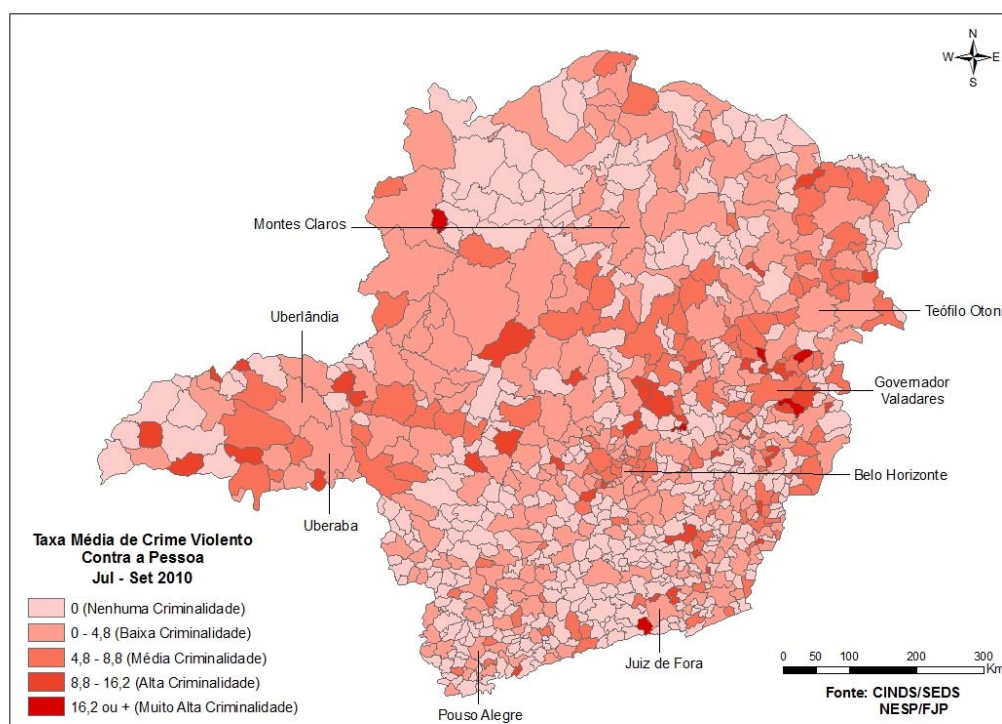 N
W E
S
Montes Claros
Uberlândia
Teófilo Otoni
Governador
Valadares
Belo Horizonte
Uberaba
Taxa Média de Crime Violento
Contra a Pessoa
Jul - Set 2010
0 (Nenhuma Criminalidade)
0 - 4,8 (Baixa Criminalidade)
4,8 - 8,8 (Média Criminalidade)
8,8 - 16,2 (Alta Criminalidade)
16,2 ou + (Muito Alta Criminalidade)
Juiz de Fora
Pouso Alegre
0 50 100 200 300
Km
Fonte: CINDS/SEDS
NESP/FJP